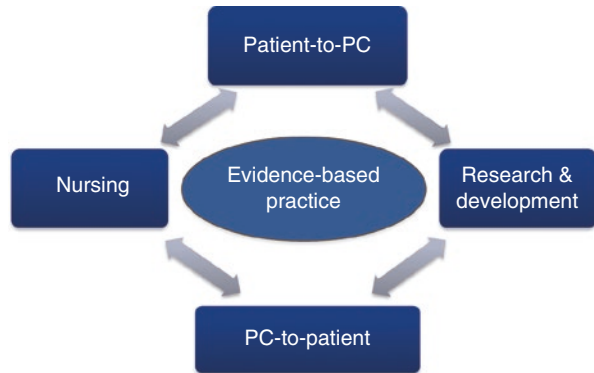 Patient-to-PC
Nursing
Evidence-based
practice
Research &
development
PC-to-patient